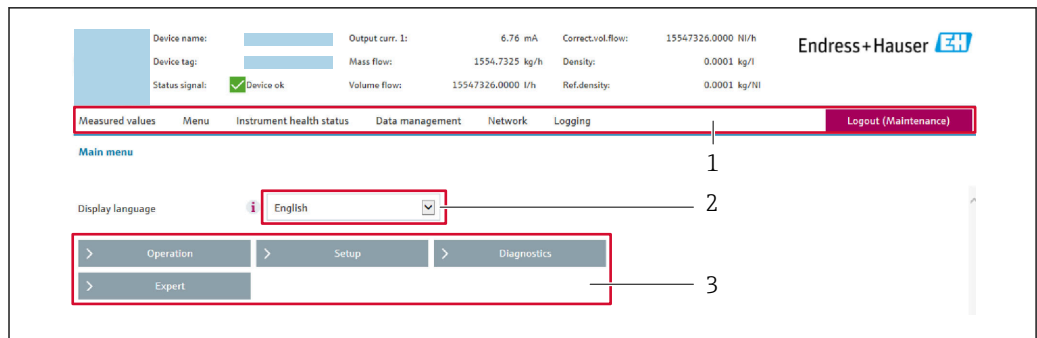 Device name: Output curr. 1: 6.76 mA Correct.vol.flow: 15547326.0000 Nl/h
Endress+Hauser EH
Device tag: Mass flow: 1554.7325 kg/h Density: 0.0001 kg/l
Status signal: Device ok Volume flow: 15547326.0000 l/h Ref.density: 0.0001 kg/Nl
Measured values Menu Instrument health status Data management Network Logging Logout (Maintenance)
1
Main menu
Display language i English 2
> Operation > Setup > Diagnostics
> Expert 3